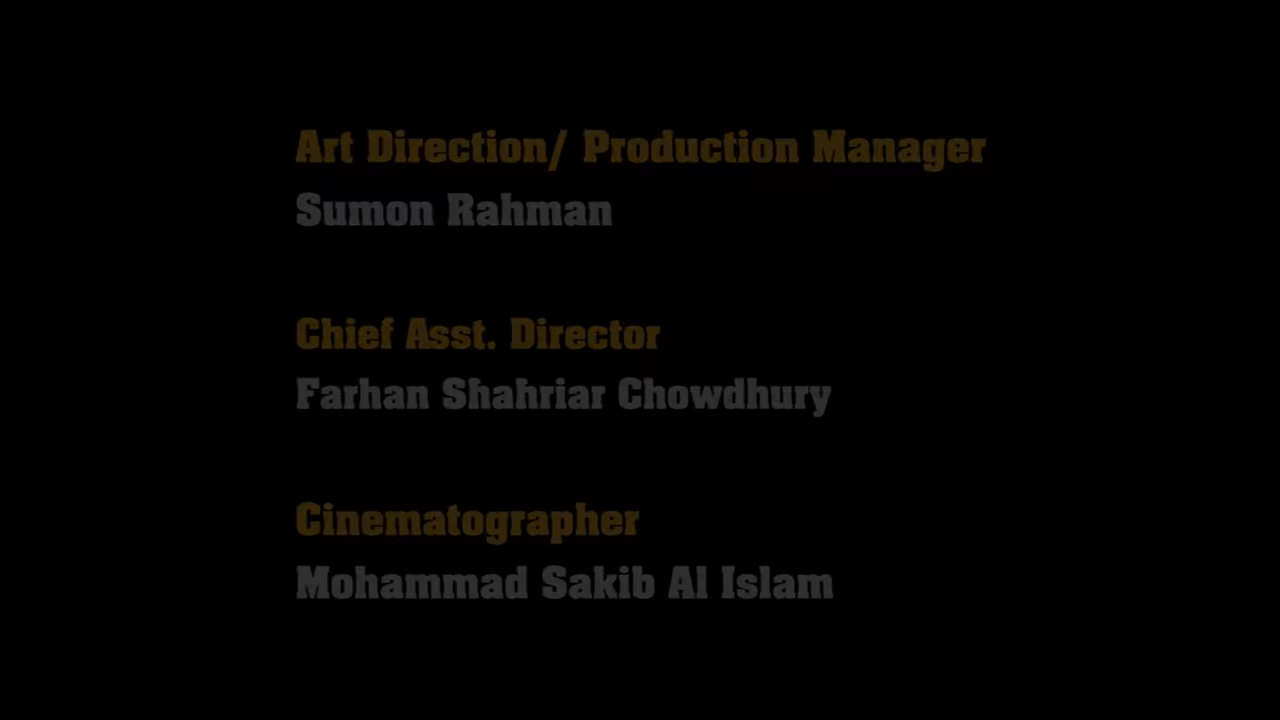 Art Direction/ Production Manager
Sumon Rahman
Chief Asst. Director
Farhan Shahriar Chowdhury
Cinematographer
Mohammad Sakib Al Islam